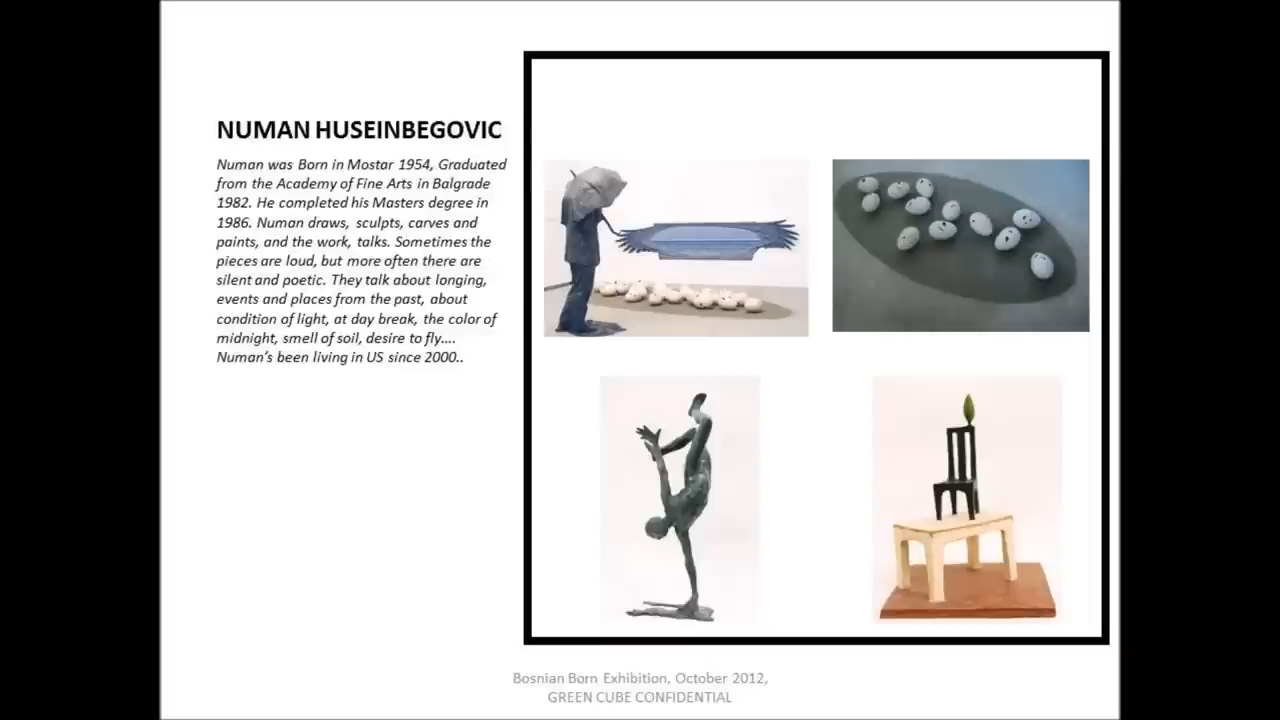 NUMAN HUSEINBEGOVIC
Numan was Born in Mostar 1954, Graduated
from the Academy of Fine Arts in Balgrade
1982. He completed his Masters degree in
1986. Numan draws, sculpts, carves and
paints, and the work, talks. Sometimes the
pieces are loud, but more often there are
silent and poetic. They talk about longing,
events and places from the past, about
condition of light, at day break, the color of
midnight, smell of soil, desire to fly....
Numan's been living in US since 2000..
Bosnian Born Exhibition, October 2012,
GREEN CUBE CONFIDENTIAL